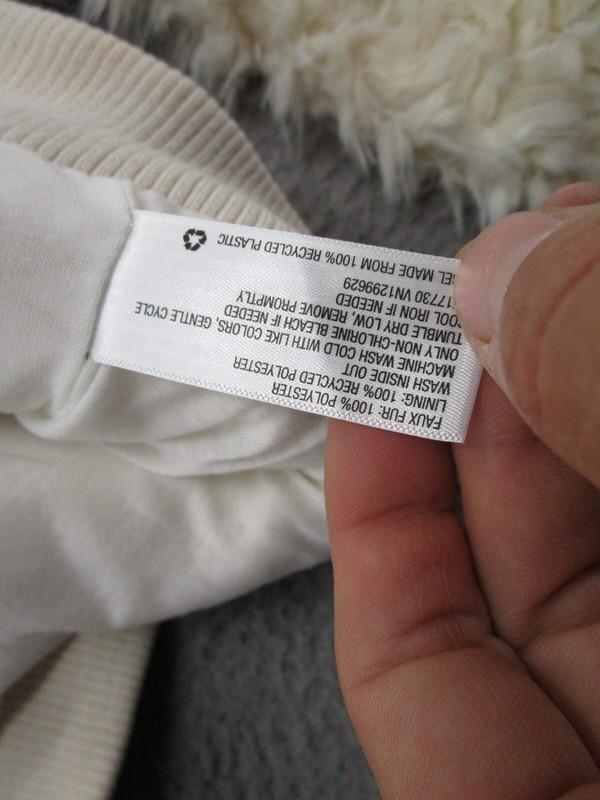 FAUX FUR: 100% POLYESTER
LINING: 100% RECYCLED POLYESTER
WASH INSIDE OUT
MACHINE WASH COLD WITH LIKE COLORS, GENTLE CYCLE
ONLY NON-CHLORINE BLEACH IF NEEDED
TUMBLE DRY LOW, REMOVE PROMPTLY
COOL IRON IF NEEDED
17730 VN1299629
MADE FROM 100% RECYCLED PLASTIC